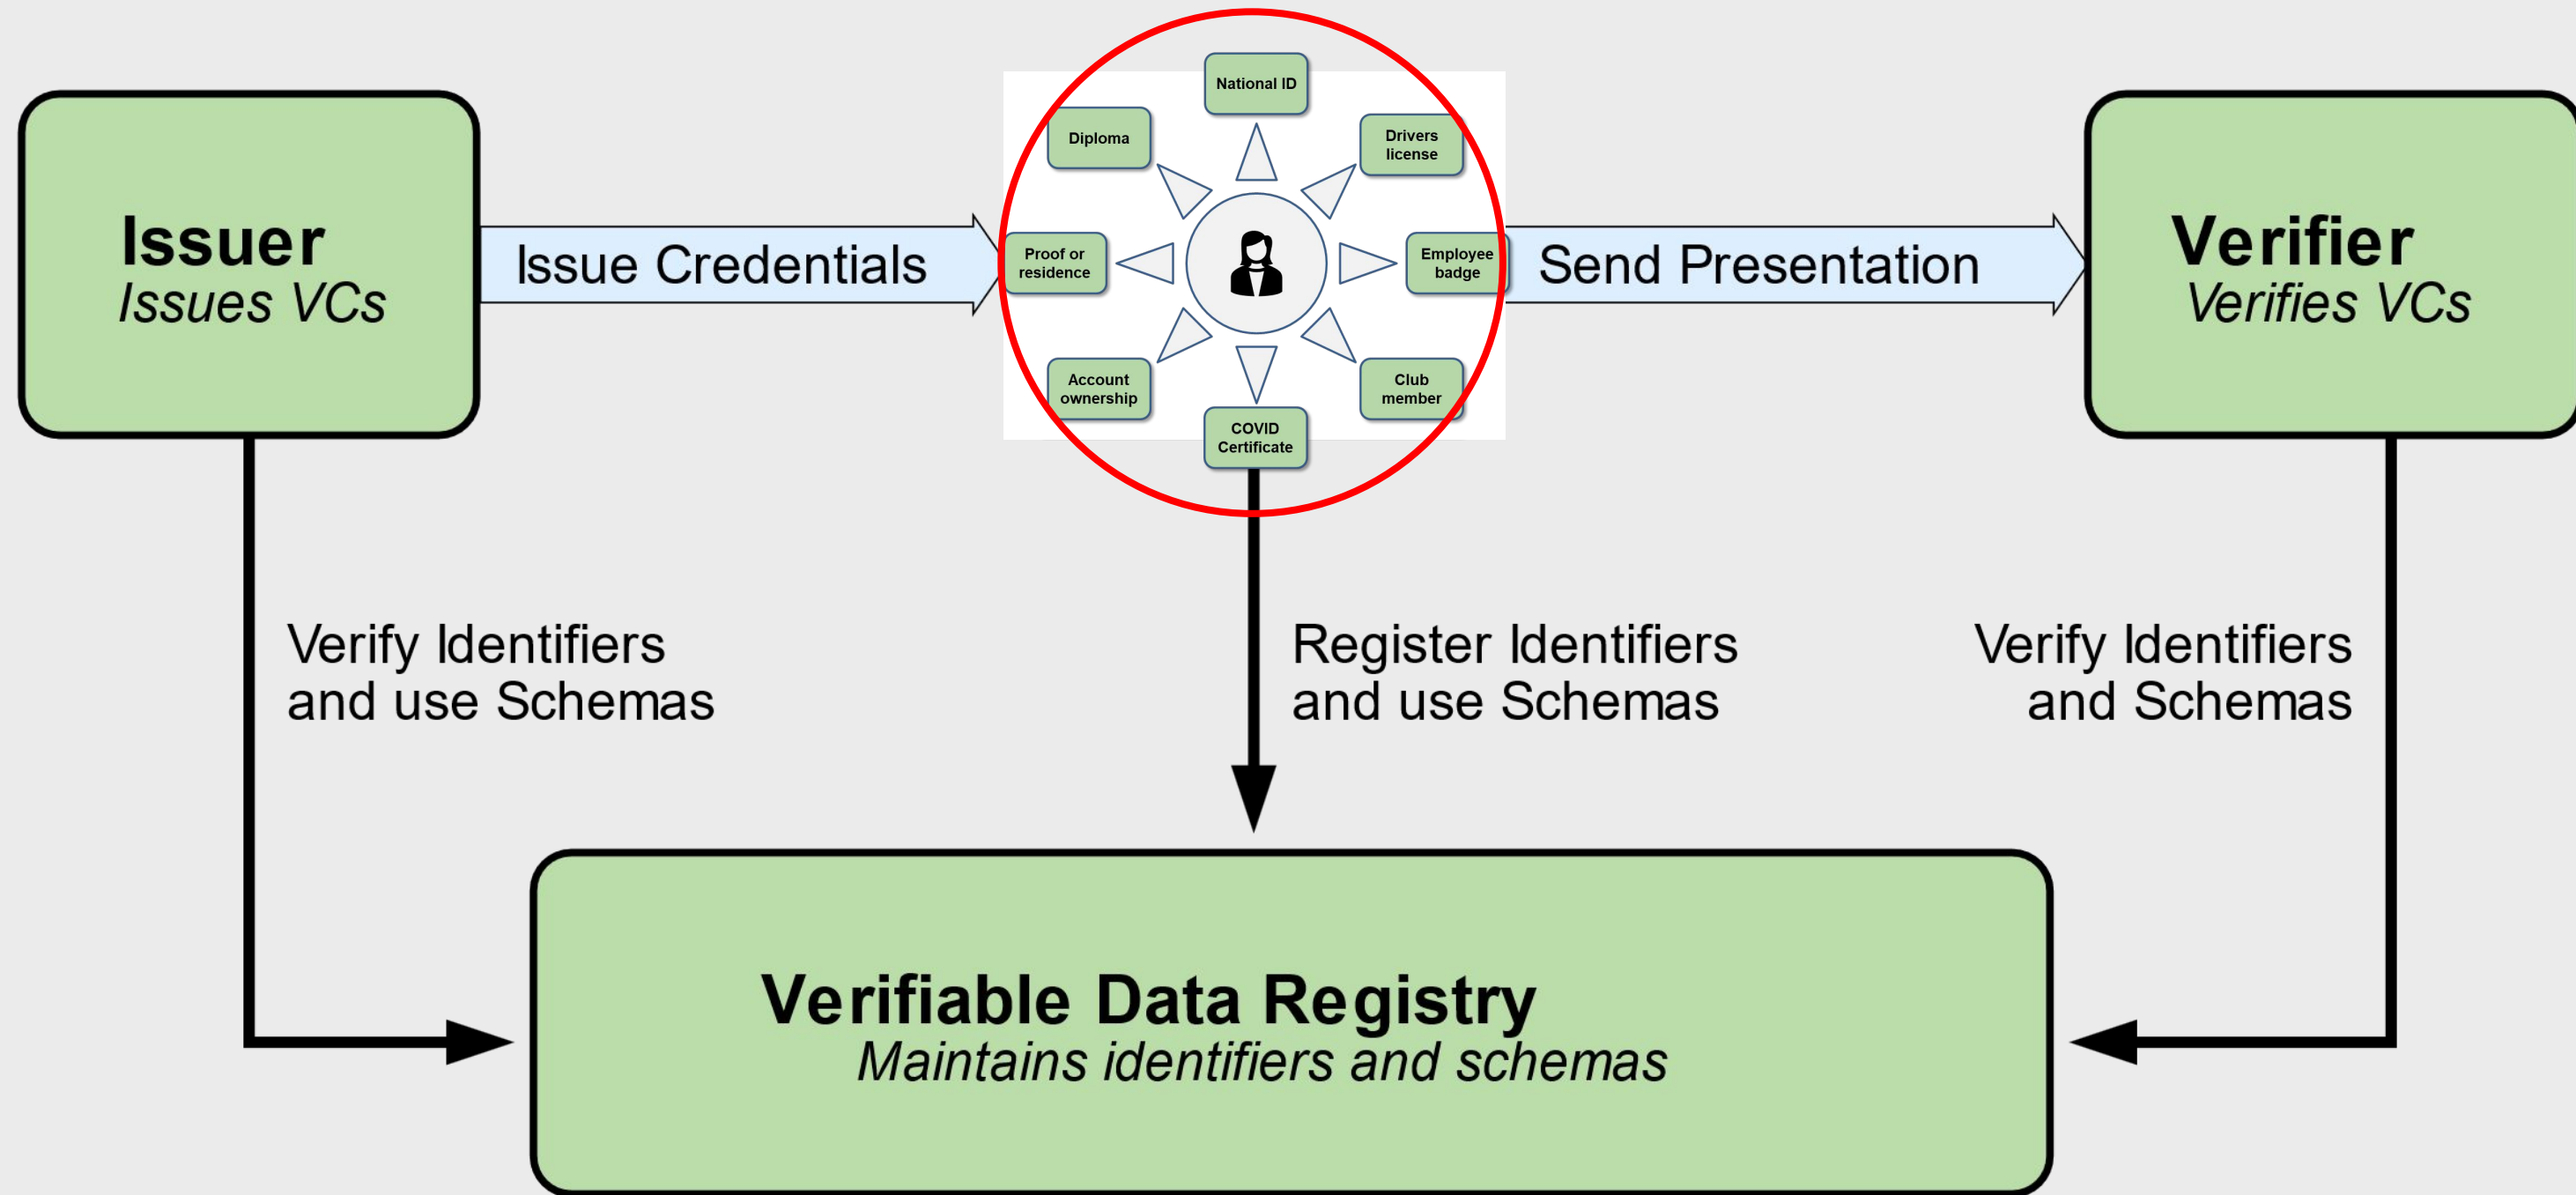 Issuer
Issues VCs
Issue Credentials
National ID
Diploma
Drivers
license
Proof or
residence
Employee
badge
Account
ownership
Club
member
COVID
Certificate
Send Presentation
Verifier
Verifies VCs
Verify Identifiers
and use Schemas
Register Identifiers
and use Schemas
Verify Identifiers
and Schemas
Verifiable Data Registry
Maintains identifiers and schemas